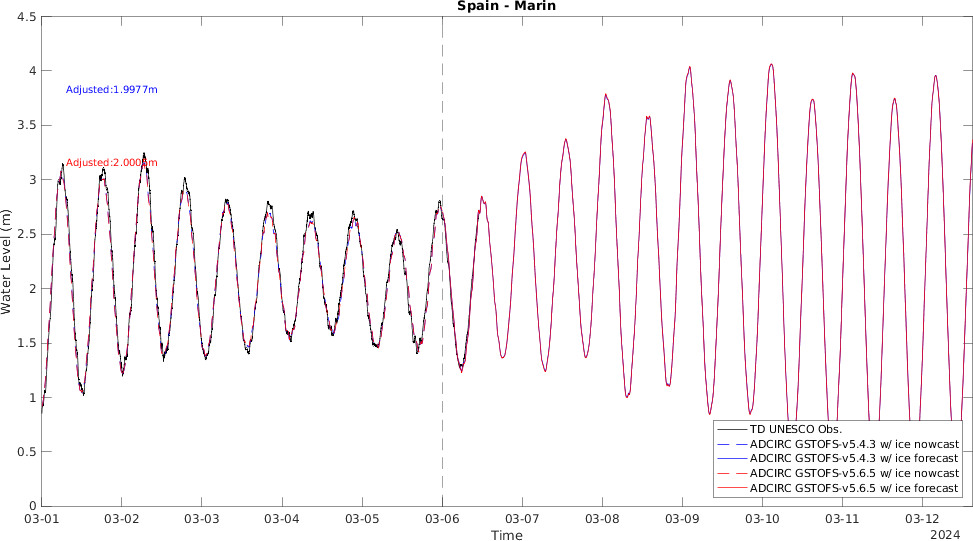 Spain - Marin
4.5
4
3.5
3
2.5
2
1.5
1
0.5
0
Water Level (m)
Adjusted:1.9977m
03-01
03-02
03-03
03-04
03-05
03-06
03-07
03-08
03-09
03-10
03-11
03-12
Time
2024
TD UNESCO Obs.
ADCIRC GSTOFS-v5.4.3 w/ ice nowcast
ADCIRC GSTOFS-v5.4.3 w/ ice forecast
ADCIRC GSTOFS-v5.6.5 w/ ice nowcast
ADCIRC GSTOFS-v5.6.5 w/ ice forecast